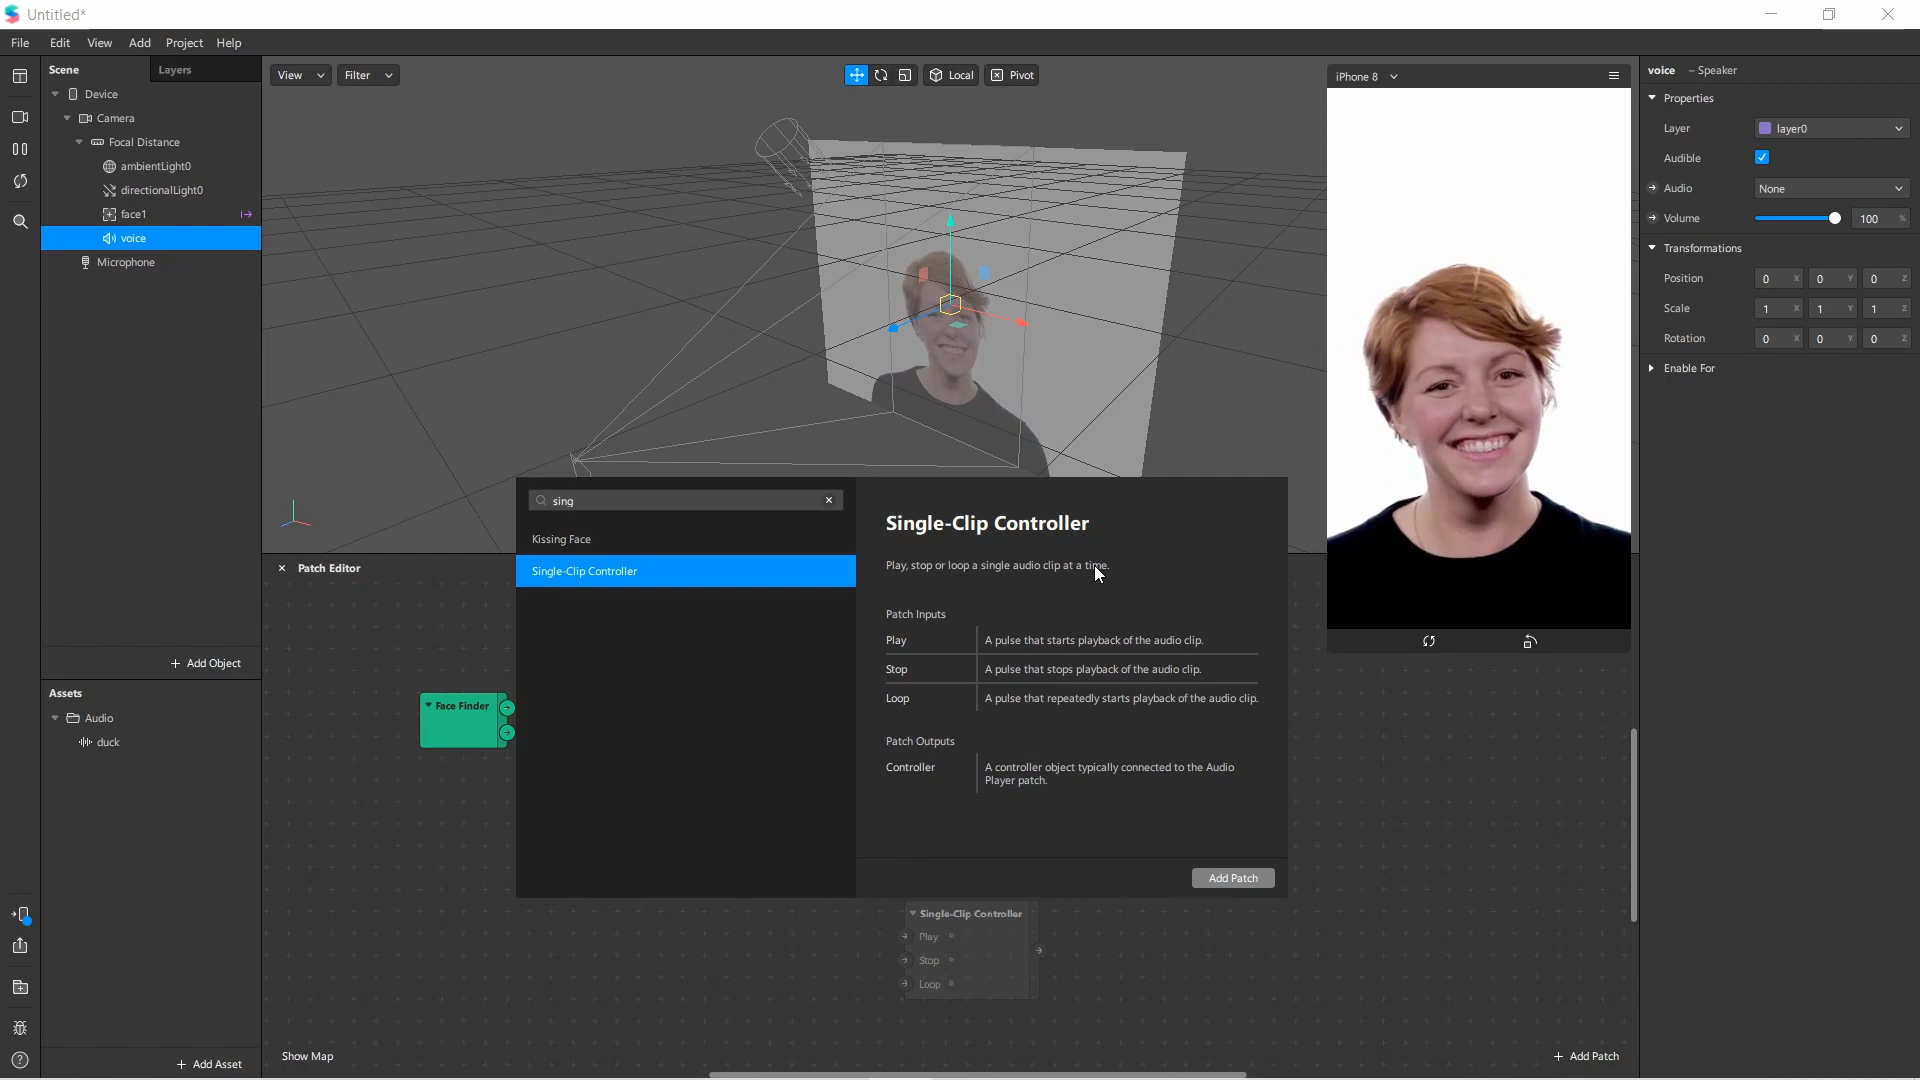 Untitled*
File Edit View Add Project Help
Scene Layers
Device
Camera
Focal Distance
ambientLight0
directionalLight0
face1
voice
Microphone
+ Add Object
Assets
Audio
duck
+ Add Asset
View Filter
Local Pivot
iPhone 8
sing
Kissing Face
Single-Clip Controller
Single-Clip Controller
Play, stop or loop a single audio clip at a time.
Patch Inputs
Play A pulse that starts playback of the audio clip.
Stop A pulse that stops playback of the audio clip.
Loop A pulse that repeatedly starts playback of the audio clip.
Patch Outputs
Controller A controller object typically connected to the Audio
Player patch.
Add Patch
Patch Editor
Face Finder
Single-Clip Controller
Play
Stop
Loop
Show Map
+ Add Patch
voice – Speaker
Properties
Layer layer0
Audible
Audio None
Volume 100 %
Transformations
Position 0 X 0 Y 0 Z
Scale 1 X 1 Y 1 Z
Rotation 0 X 0 Y 0 Z
Enable For